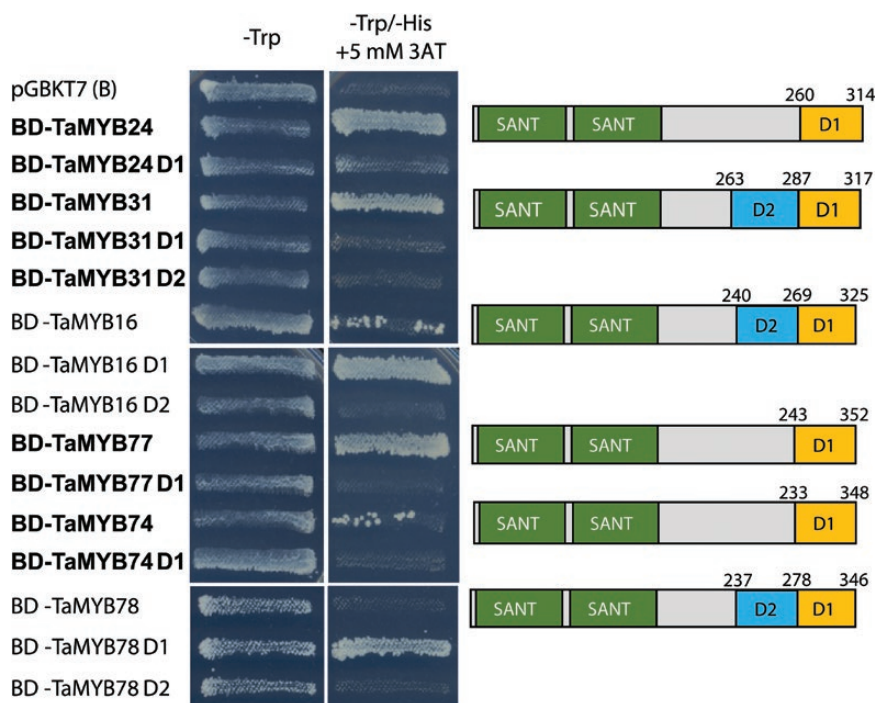 -Trp
-Trp/-His
+5 mM 3AT
pGBKT7 (B)
BD-TaMYB24
BD-TaMYB24 D1
BD-TaMYB31
BD-TaMYB31 D1
BD-TaMYB31 D2
BD -TaMYB16
BD -TaMYB16 D1
BD -TaMYB16 D2
BD-TaMYB77
BD-TaMYB77 D1
BD-TaMYB74
BD-TaMYB74 D1
BD -TaMYB78
BD -TaMYB78 D1
BD -TaMYB78 D2
260 314
SANT SANT D1
263 287 317
SANT SANT D2 D1
240 269 325
SANT SANT D2 D1
243 352
SANT SANT D1
233 348
SANT SANT D1
237 278 346
SANT SANT D2 D1